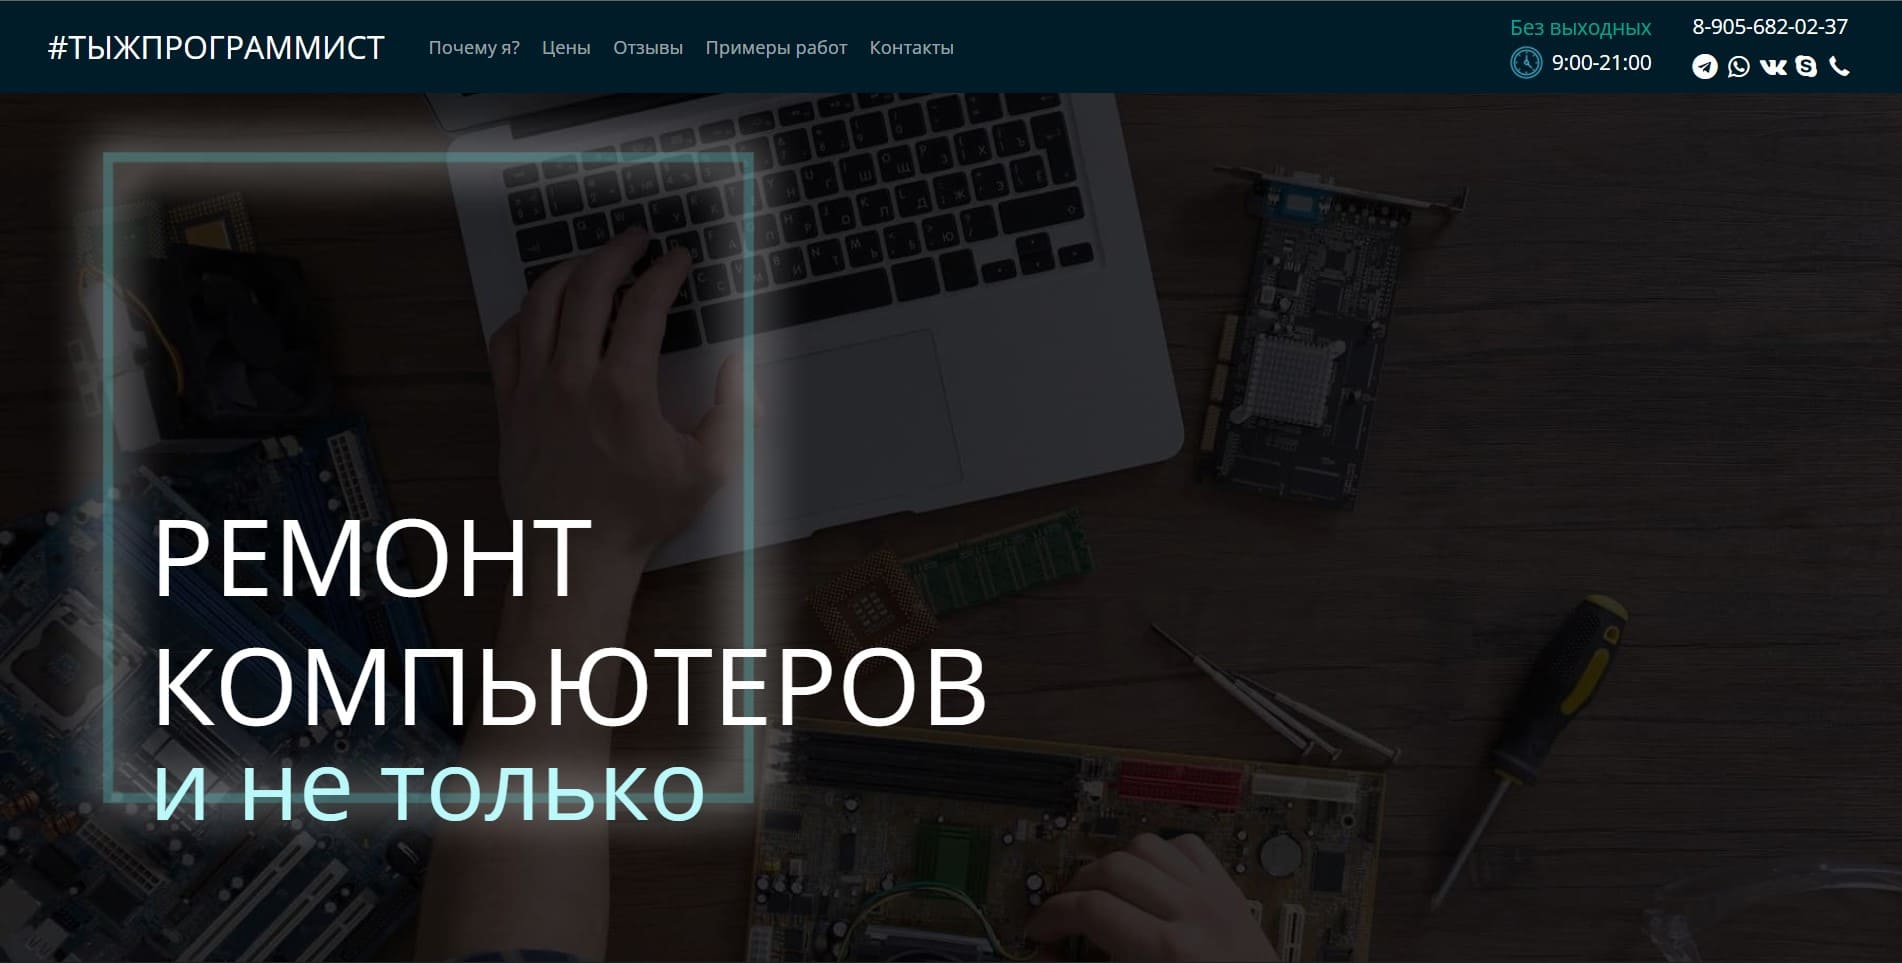 #ТЫЖПРОГРАММИСТ
Почему я? Цены Отзывы Примеры работ Контакты
Без выходных
9:00-21:00
8-905-682-02-37
РЕМОНТ
КОМПЬЮТЕРОВ
и не только